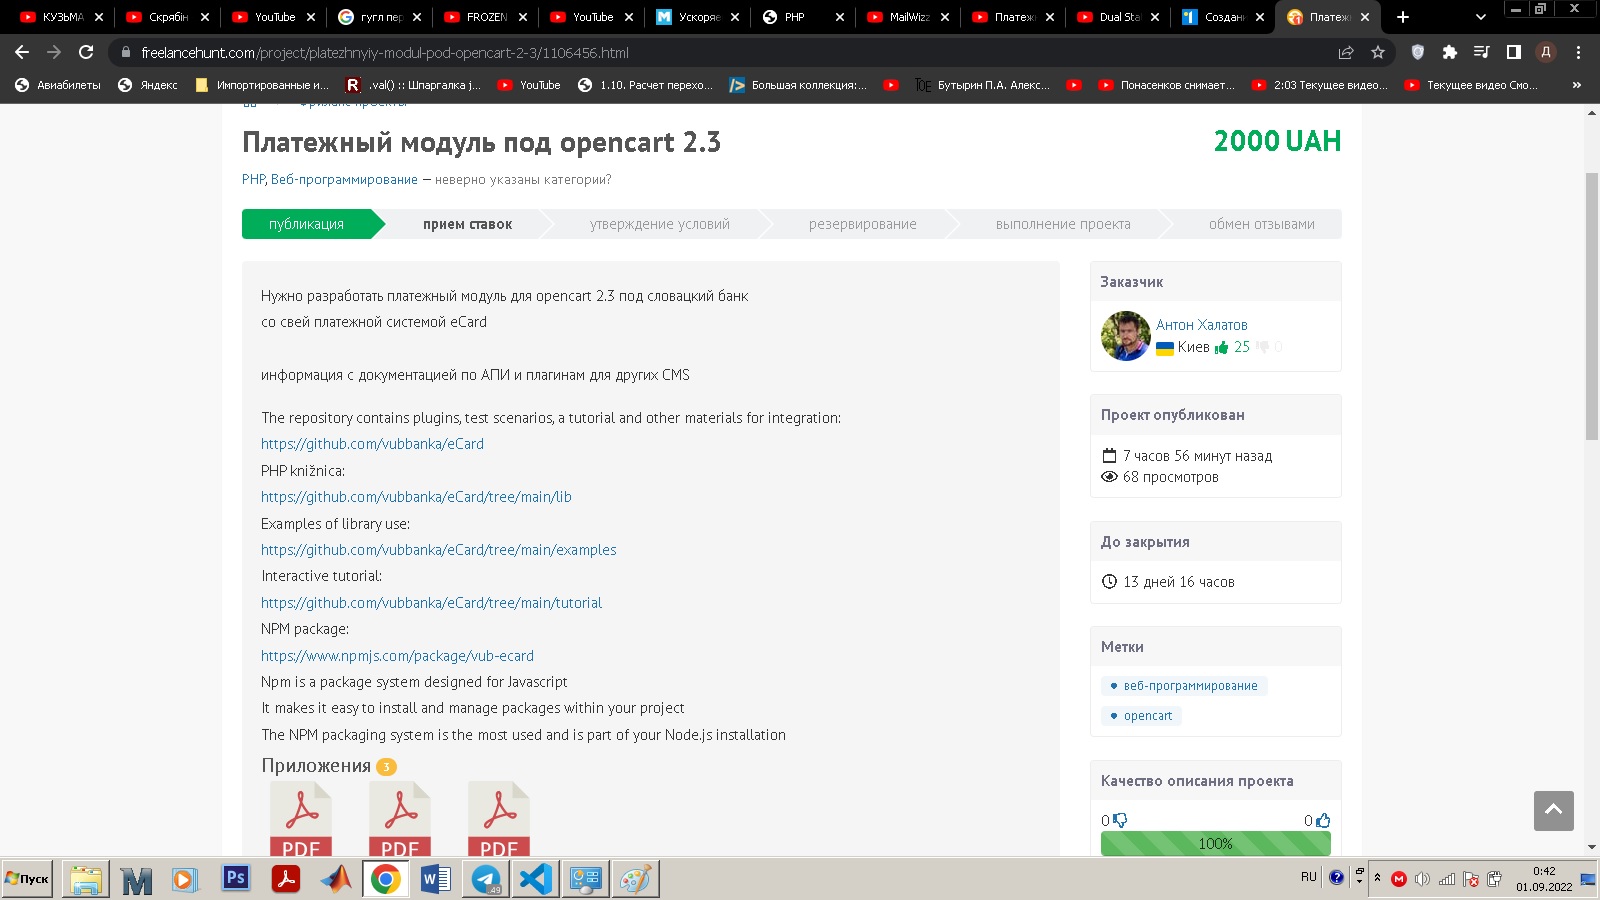 КУЗЬМА
Скрябін
YouTube
гугл пер
FROZEN
YouTube
Ускоряе
PHP
MailWizz
Платежн
Dual Sta
Создани
Платежн
freelancehunt.com/project/platezhnyiy-modul-pod-opencart-2-3/1106456.html
Д
Авиабилеты
Яндекс
Импортированные и...
.val() :: Шпаргалка j...
YouTube
1.10. Расчет перехо...
Большая коллекция:...
Бутырин П.А. Алекс...
Понасенков снимает...
2:03 Текущее видео...
Текущее видео Смо...
»
Фриланс-проекты
Платежный модуль под opencart 2.3
2000 UAH
PHP, Веб-программирование — неверно указаны категории?
публикация
прием ставок
утверждение условий
резервирование
выполнение проекта
обмен отзывами
Нужно разработать платежный модуль для opencart 2.3 под словацкий банк
со свей платежной системой eCard
информация с документацией по АПИ и плагинам для других CMS
The repository contains plugins, test scenarios, a tutorial and other materials for integration:
https://github.com/vubbanka/eCard
PHP knižnica:
https://github.com/vubbanka/eCard/tree/main/lib
Examples of library use:
https://github.com/vubbanka/eCard/tree/main/examples
Interactive tutorial:
https://github.com/vubbanka/eCard/tree/main/tutorial
NPM package:
https://www.npmjs.com/package/vub-ecard
Npm is a package system designed for Javascript
It makes it easy to install and manage packages within your project
The NPM packaging system is the most used and is part of your Node.js installation
Приложения 3
PDF
PDF
PDF
Заказчик
Антон Халатов
Киев 25 0
Проект опубликован
7 часов 56 минут назад
68 просмотров
До закрытия
13 дней 16 часов
Метки
веб-программирование
opencart
Качество описания проекта
0 0
100%
Пуск
Ps
49
RU
0:42
01.09.2022